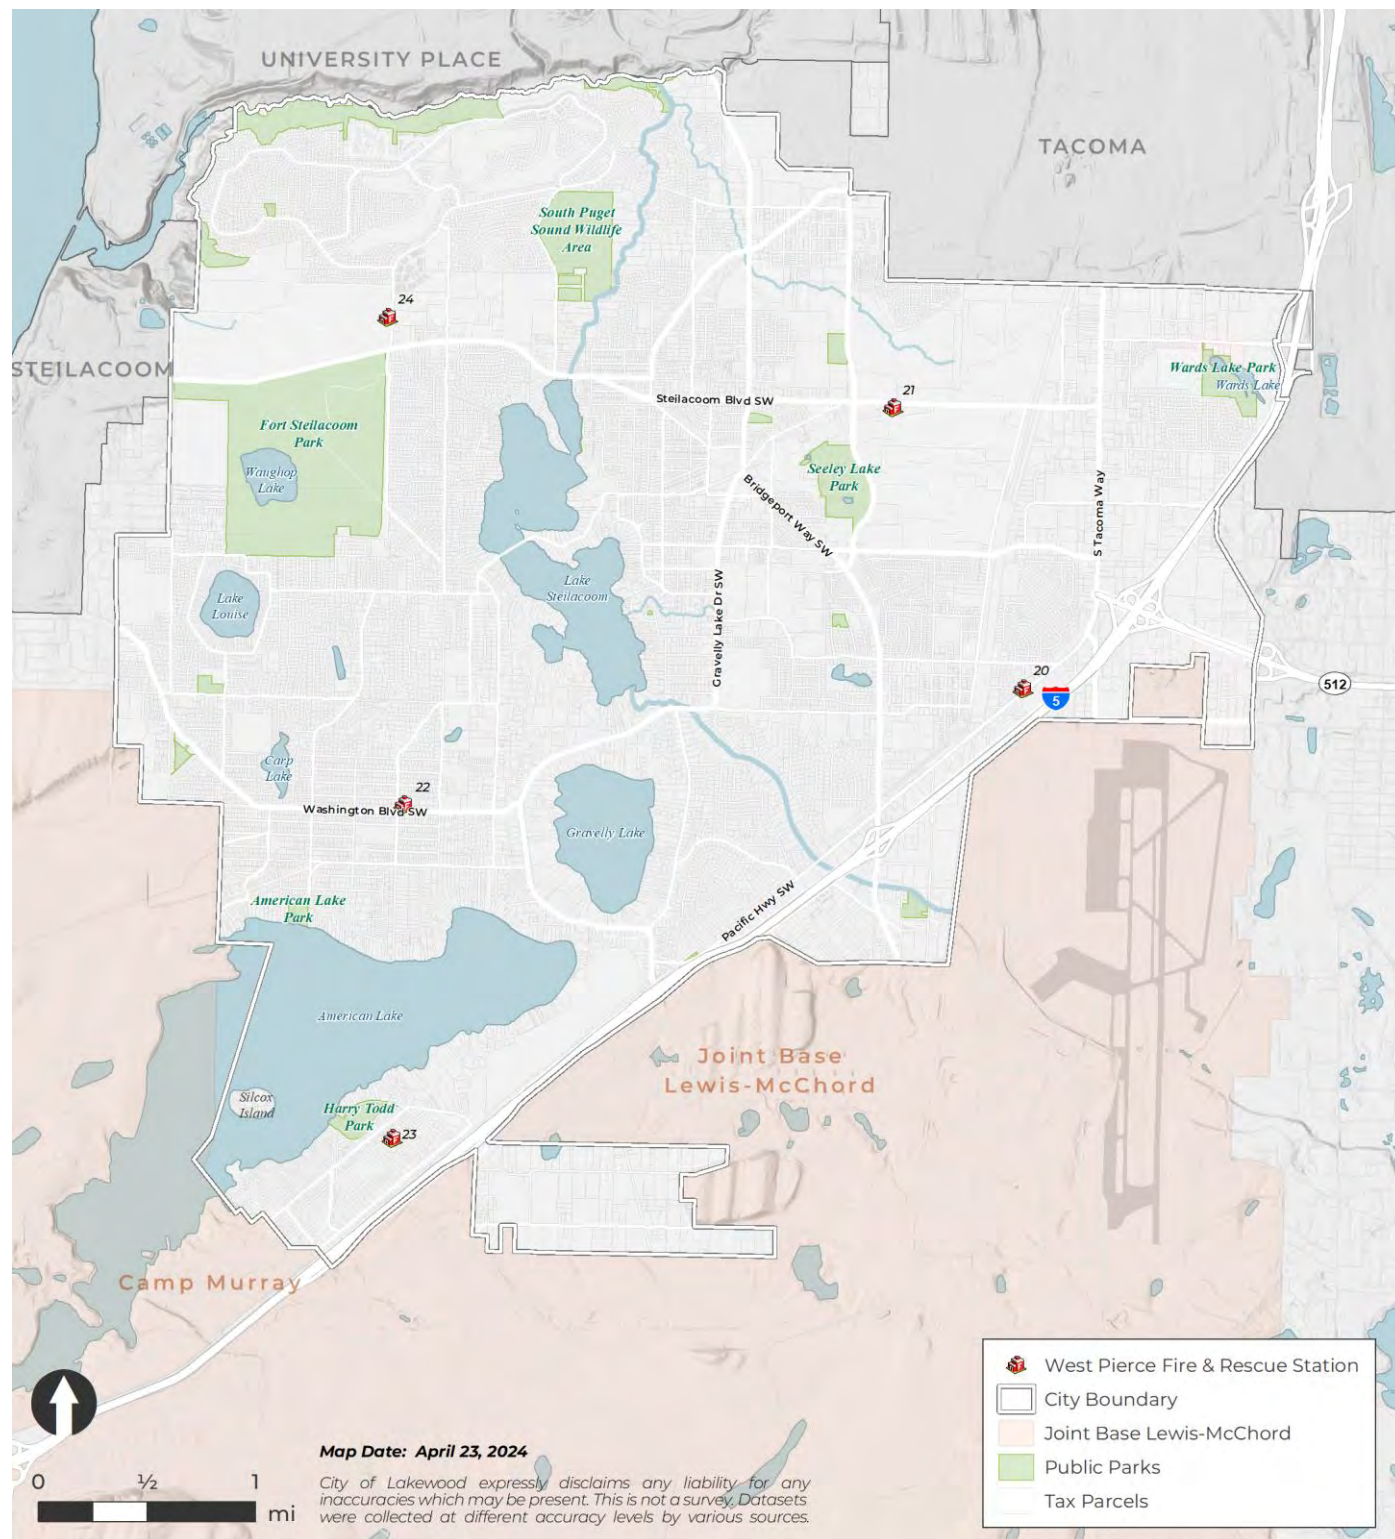 UNIVERSITY PLACE
TACOMA
South Puget
Sound Wildlife
Area
24
STEILACOOM
Wards Lake Park
Wards Lake
21
Steilacoom Blvd SW
Fort Steilacoom
Park
Waughop
Lake
Seeley Lake
Park
Bridgeport Way SW
S Tacoma Way
Lake
Steilacoom
Lake
Louise
Gravelly Lake Dr SW
20
5
512
Carp
Lake
22
Washington Blvd SW
Gravelly Lake
American Lake
Park
Pacific Hwy SW
American Lake
Joint Base
Lewis-McChord
Silcox
Island
Harry Todd
Park
23
Camp Murray
West Pierce Fire & Rescue Station
City Boundary
Joint Base Lewis-McChord
Public Parks
Tax Parcels
Map Date: April 23, 2024
City of Lakewood expressly disclaims any liability for any
inaccuracies which may be present. This is not a survey. Datasets
were collected at different accuracy levels by various sources.
0 ½ 1
mi